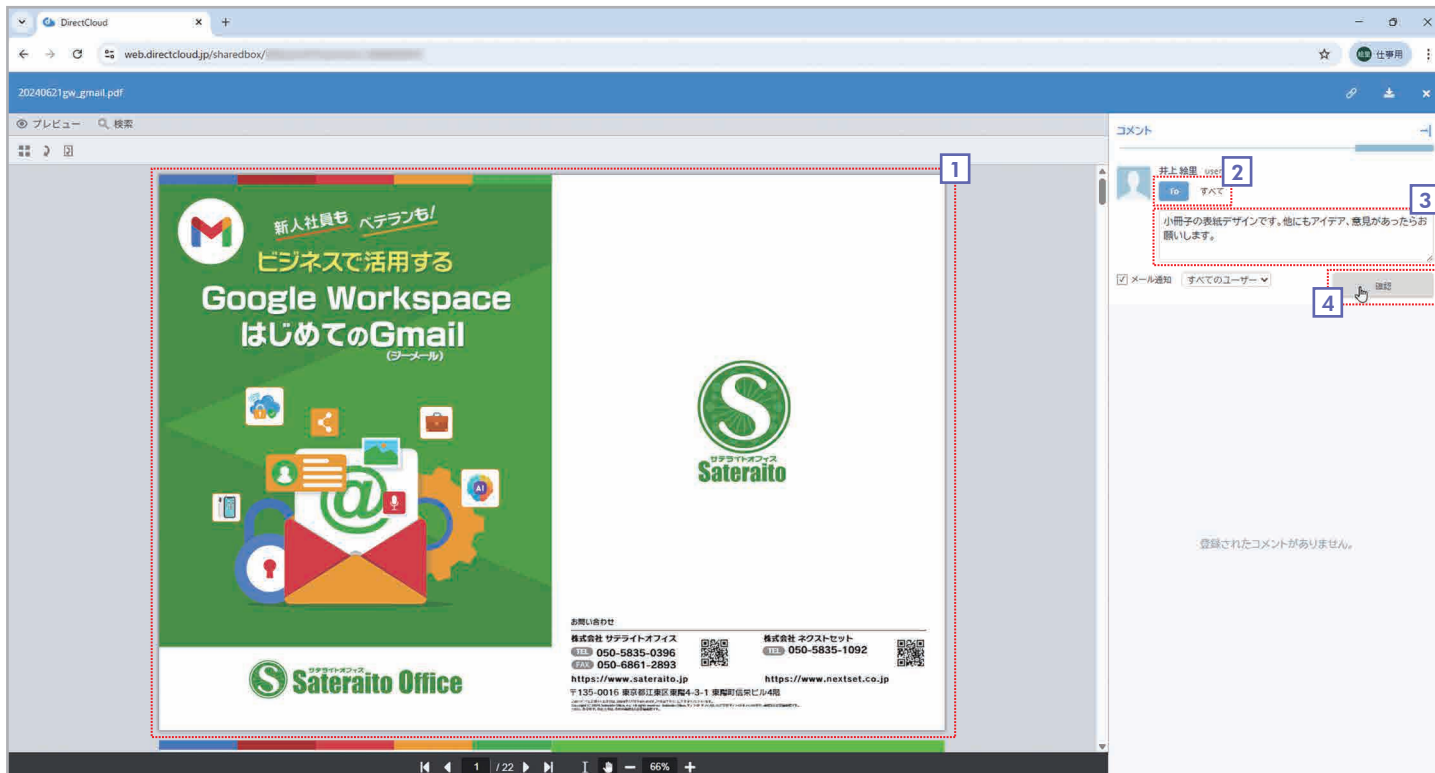 DirectCloud
web.directcloud.jp/sharedbox/
仕事用
20240621gw_gmail.pdf
プレビュー 検索
コメント
1
新人社員も ベテランも!
ビジネスで活用する
Google Workspace
はじめてのGmail
(ジーメール)
@
AI
サテライトオフィス
Sateraito Office
S
サテライトオフィス
Sateraito
お問い合わせ
株式会社 サテライトオフィス
TEL 050-5835-0396
FAX 050-6861-2893
https://www.sateraito.jp
株式会社 ネクストセット
TEL 050-5835-1092
https://www.nextset.co.jp
〒135-0016 東京都江東区東陽4-3-1 東陽町信栄ビル4階
井上 絵里 user
2
To すべて
3
小冊子の表紙デザインです。他にもアイデア、意見があったらお
願いします。
メール通知 すべてのユーザー
確認
4
登録されたコメントがありません。
1 / 22 66%